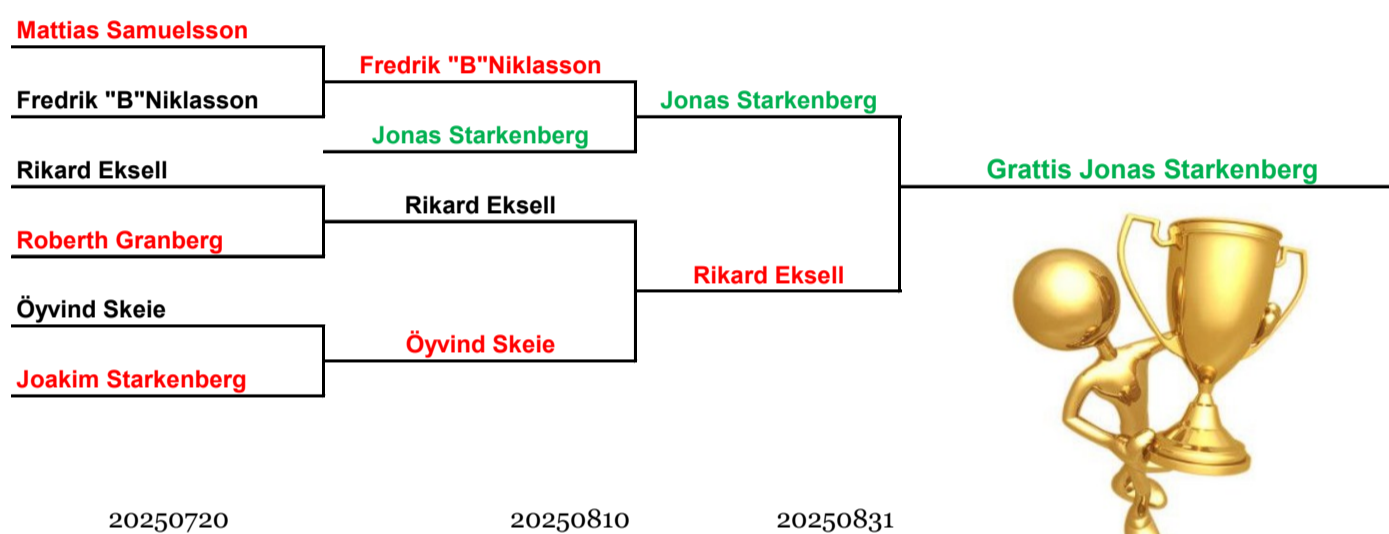 Mattias Samuelsson
Fredrik "B"Niklasson
Fredrik "B"Niklasson
Jonas Starkenberg
Jonas Starkenberg
Rikard Eksell
Grattis Jonas Starkenberg
Rikard Eksell
Roberth Granberg
Rikard Eksell
Öyvind Skeie
Öyvind Skeie
Joakim Starkenberg
20250720
20250810
20250831